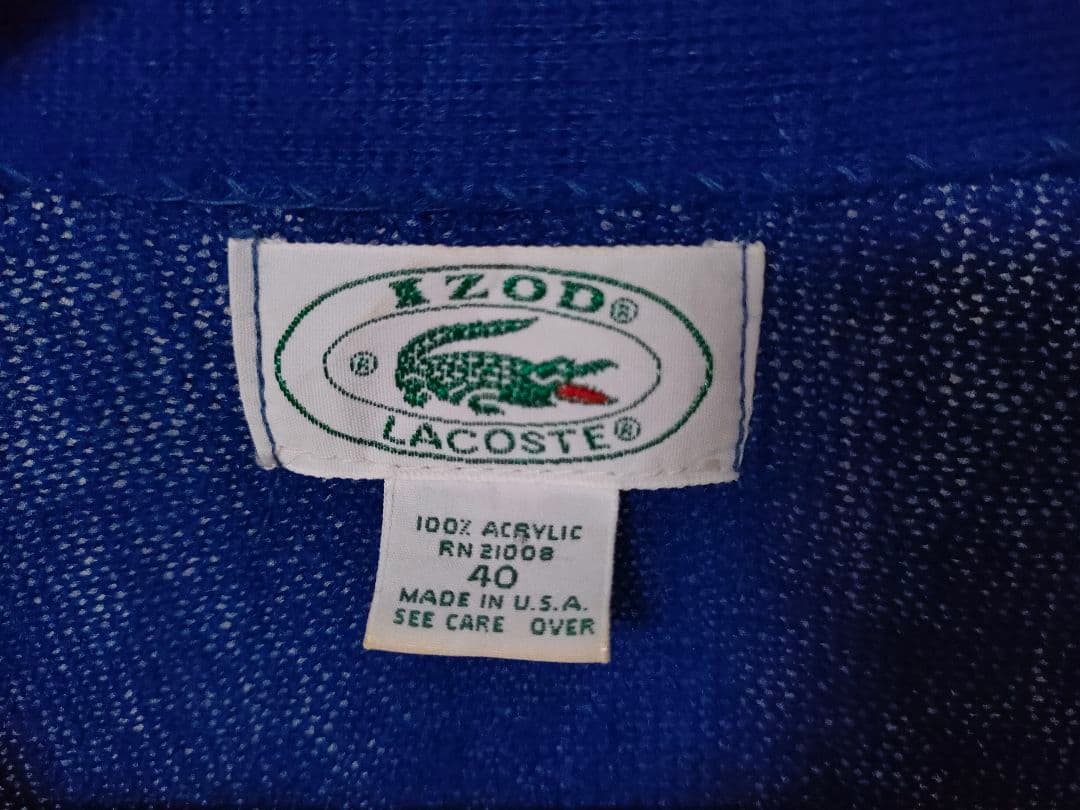 IZOD®
®
LACOSTE®
100% ACRYLIC
RN 21008
40
MADE IN U.S.A.
SEE CARE OVER